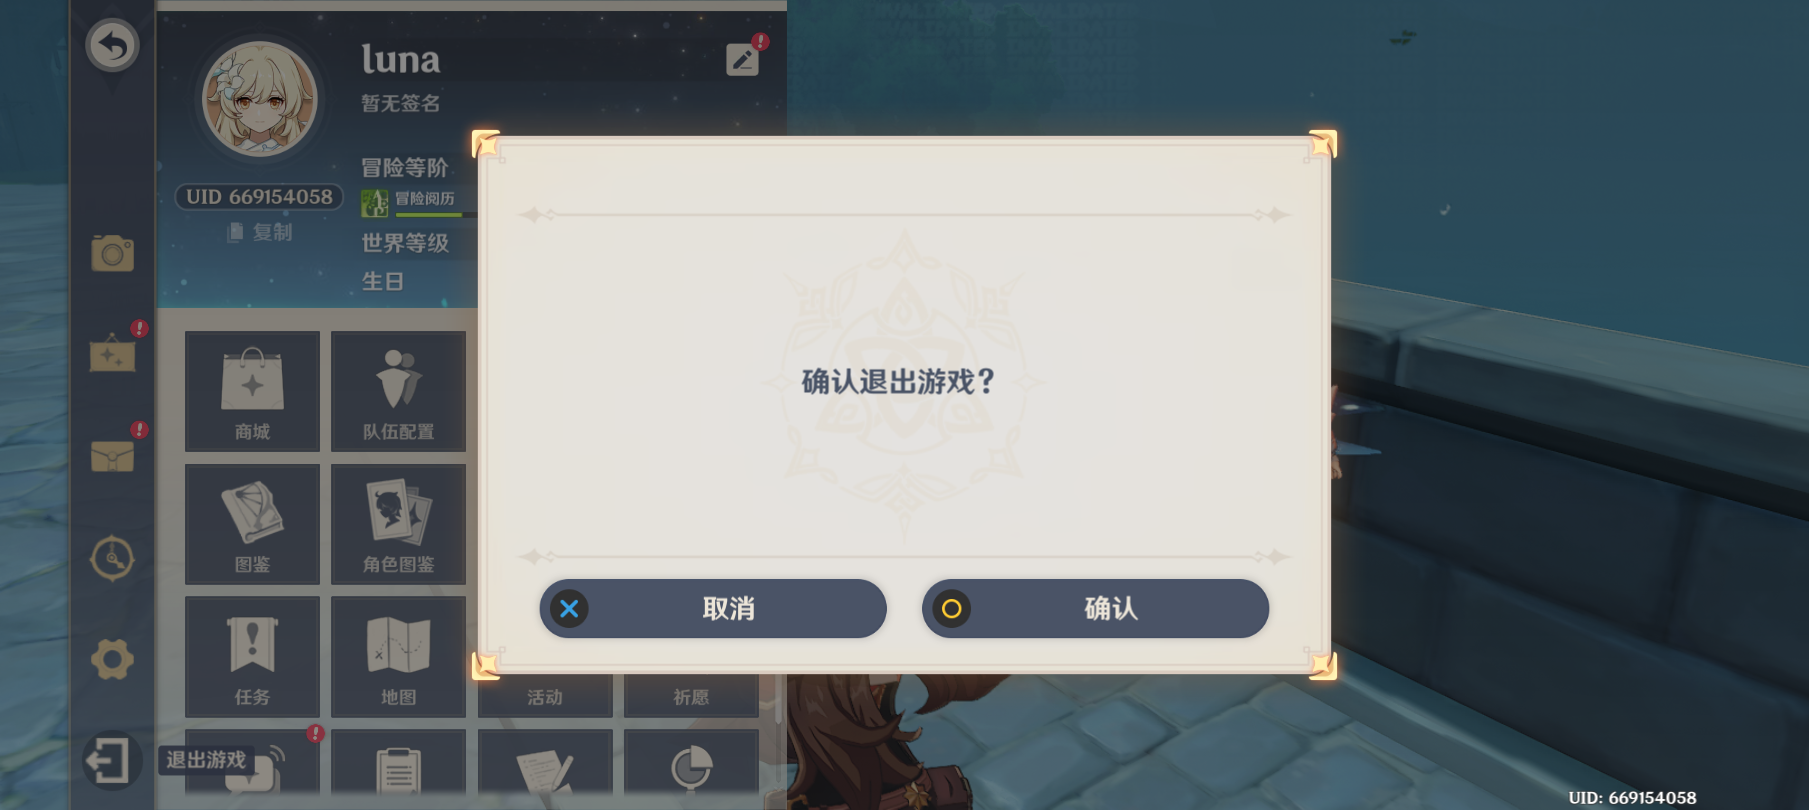 luna
暂无签名
冒险等阶
UID 669154058
冒险阅历
复制
世界等级
生日
确认退出游戏?
商城
队伍配置
图鉴
角色图鉴
取消
确认
任务
地图
活动
祈愿
退出游戏
UID: 669154058